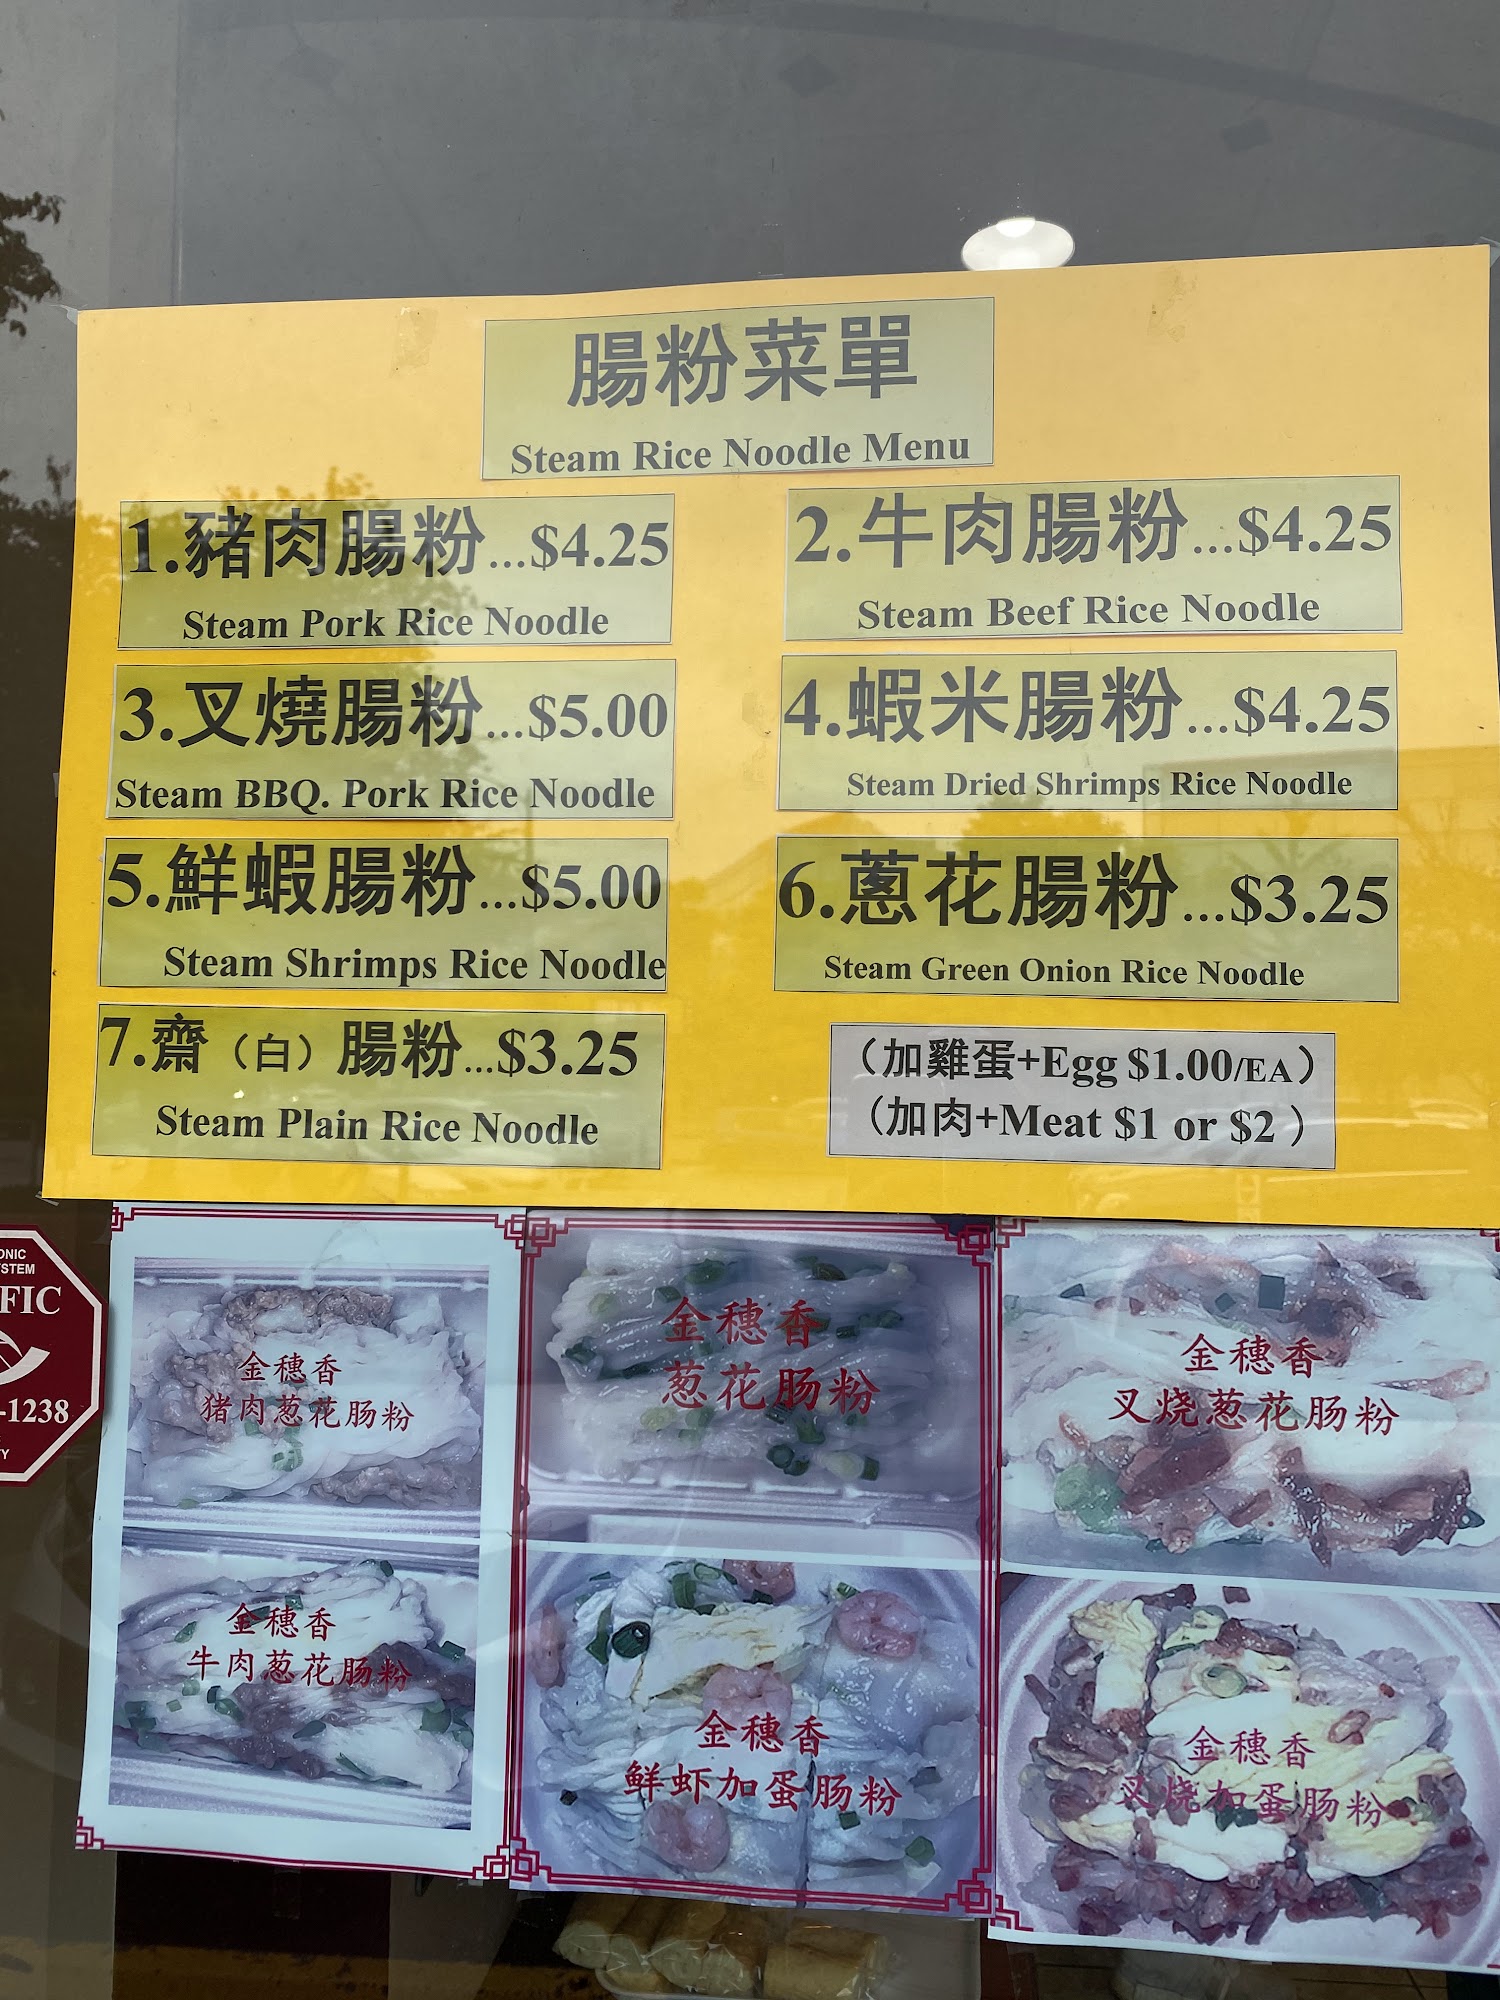 腸粉菜單
Steam Rice Noodle Menu
1.豬肉腸粉...$4.25
Steam Pork Rice Noodle
2.牛肉腸粉...$4.25
Steam Beef Rice Noodle
3.叉燒腸粉...$5.00
Steam BBQ. Pork Rice Noodle
4.蝦米腸粉...$4.25
Steam Dried Shrimps Rice Noodle
5.鮮蝦腸粉...$5.00
Steam Shrimps Rice Noodle
6.蔥花腸粉...$3.25
Steam Green Onion Rice Noodle
7.齋（白）腸粉...$3.25
Steam Plain Rice Noodle
（加雞蛋+Egg $1.00/EA）
（加肉+Meat $1 or $2）
金穗香
猪肉葱花肠粉
金穗香
牛肉葱花肠粉
金穗香
葱花肠粉
金穗香
鲜虾加蛋肠粉
金穗香
叉烧葱花肠粉
金穗香
叉烧加蛋肠粉
ONIC
YSTEM
FIC
-1238